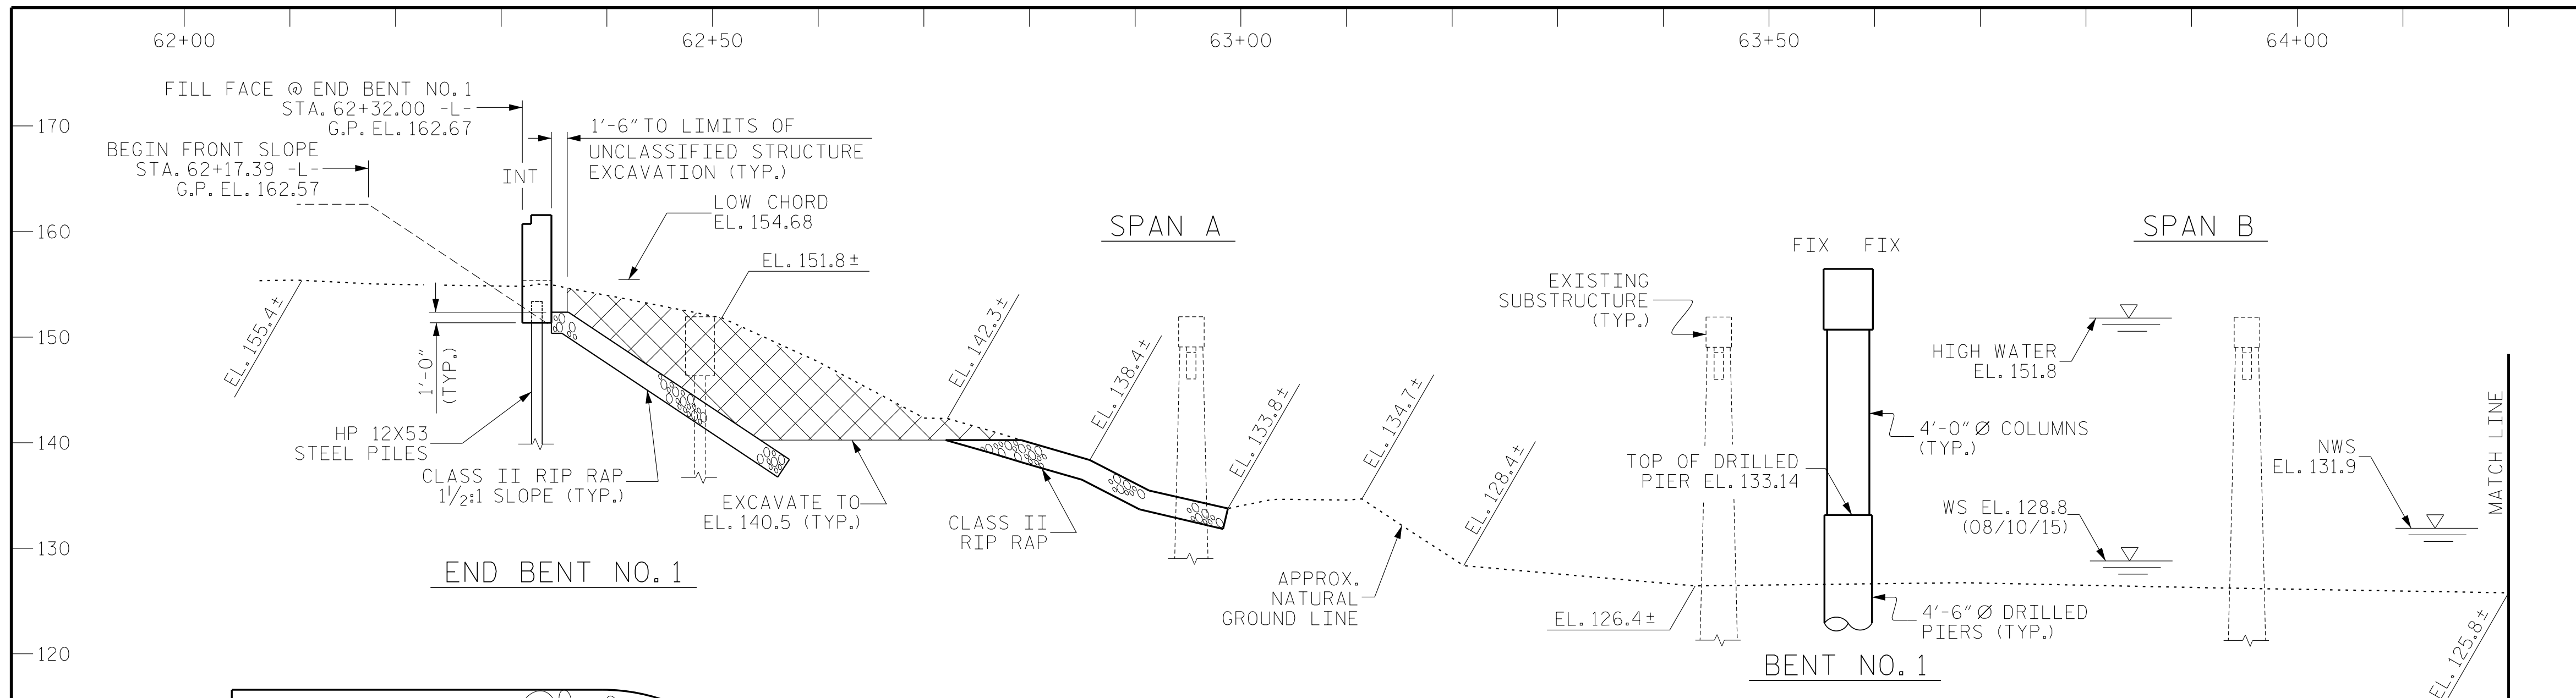 62+00
62+50
63+00
63+50
64+00
170
160
150
140
130
120
FILL FACE @ END BENT NO. 1
STA. 62+32.00 -L-
G.P. EL. 162.67
BEGIN FRONT SLOPE
STA. 62+17.39 -L-
G.P. EL. 162.57
INT
1'-6" TO LIMITS OF
UNCLASSIFIED STRUCTURE
EXCAVATION (TYP.)
LOW CHORD
EL. 154.68
EL. 151.8±
SPAN A
SPAN B
FIX FIX
EXISTING
SUBSTRUCTURE
(TYP.)
HIGH WATER
EL. 151.8
EL. 155.4±
1'-0"
(TYP.)
EL. 142.3±
EL. 138.4±
EL. 133.8±
EL. 134.7±
EL. 128.4±
HP 12X53
STEEL PILES
CLASS II RIP RAP
1½:1 SLOPE (TYP.)
EXCAVATE TO
EL. 140.5 (TYP.)
CLASS II
RIP RAP
TOP OF DRILLED
PIER EL. 133.14
4'-0" Ø COLUMNS
(TYP.)
NWS
EL. 131.9
MATCH LINE
WS EL. 128.8
(08/10/15)
END BENT NO. 1
APPROX.
NATURAL
GROUND LINE
EL. 126.4±
4'-6" Ø DRILLED
PIERS (TYP.)
BENT NO. 1
EL. 125.8±